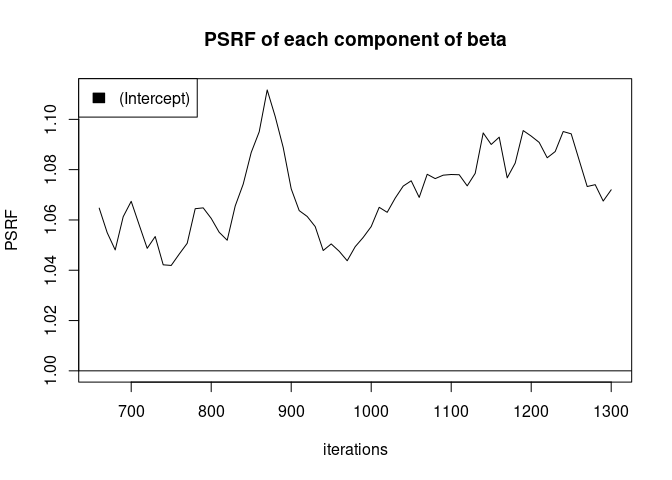 PSRF of each component of beta
(Intercept)
PSRF
1.10
1.08
1.06
1.04
1.02
1.00
700 800 900 1000 1100 1200 1300
iterations